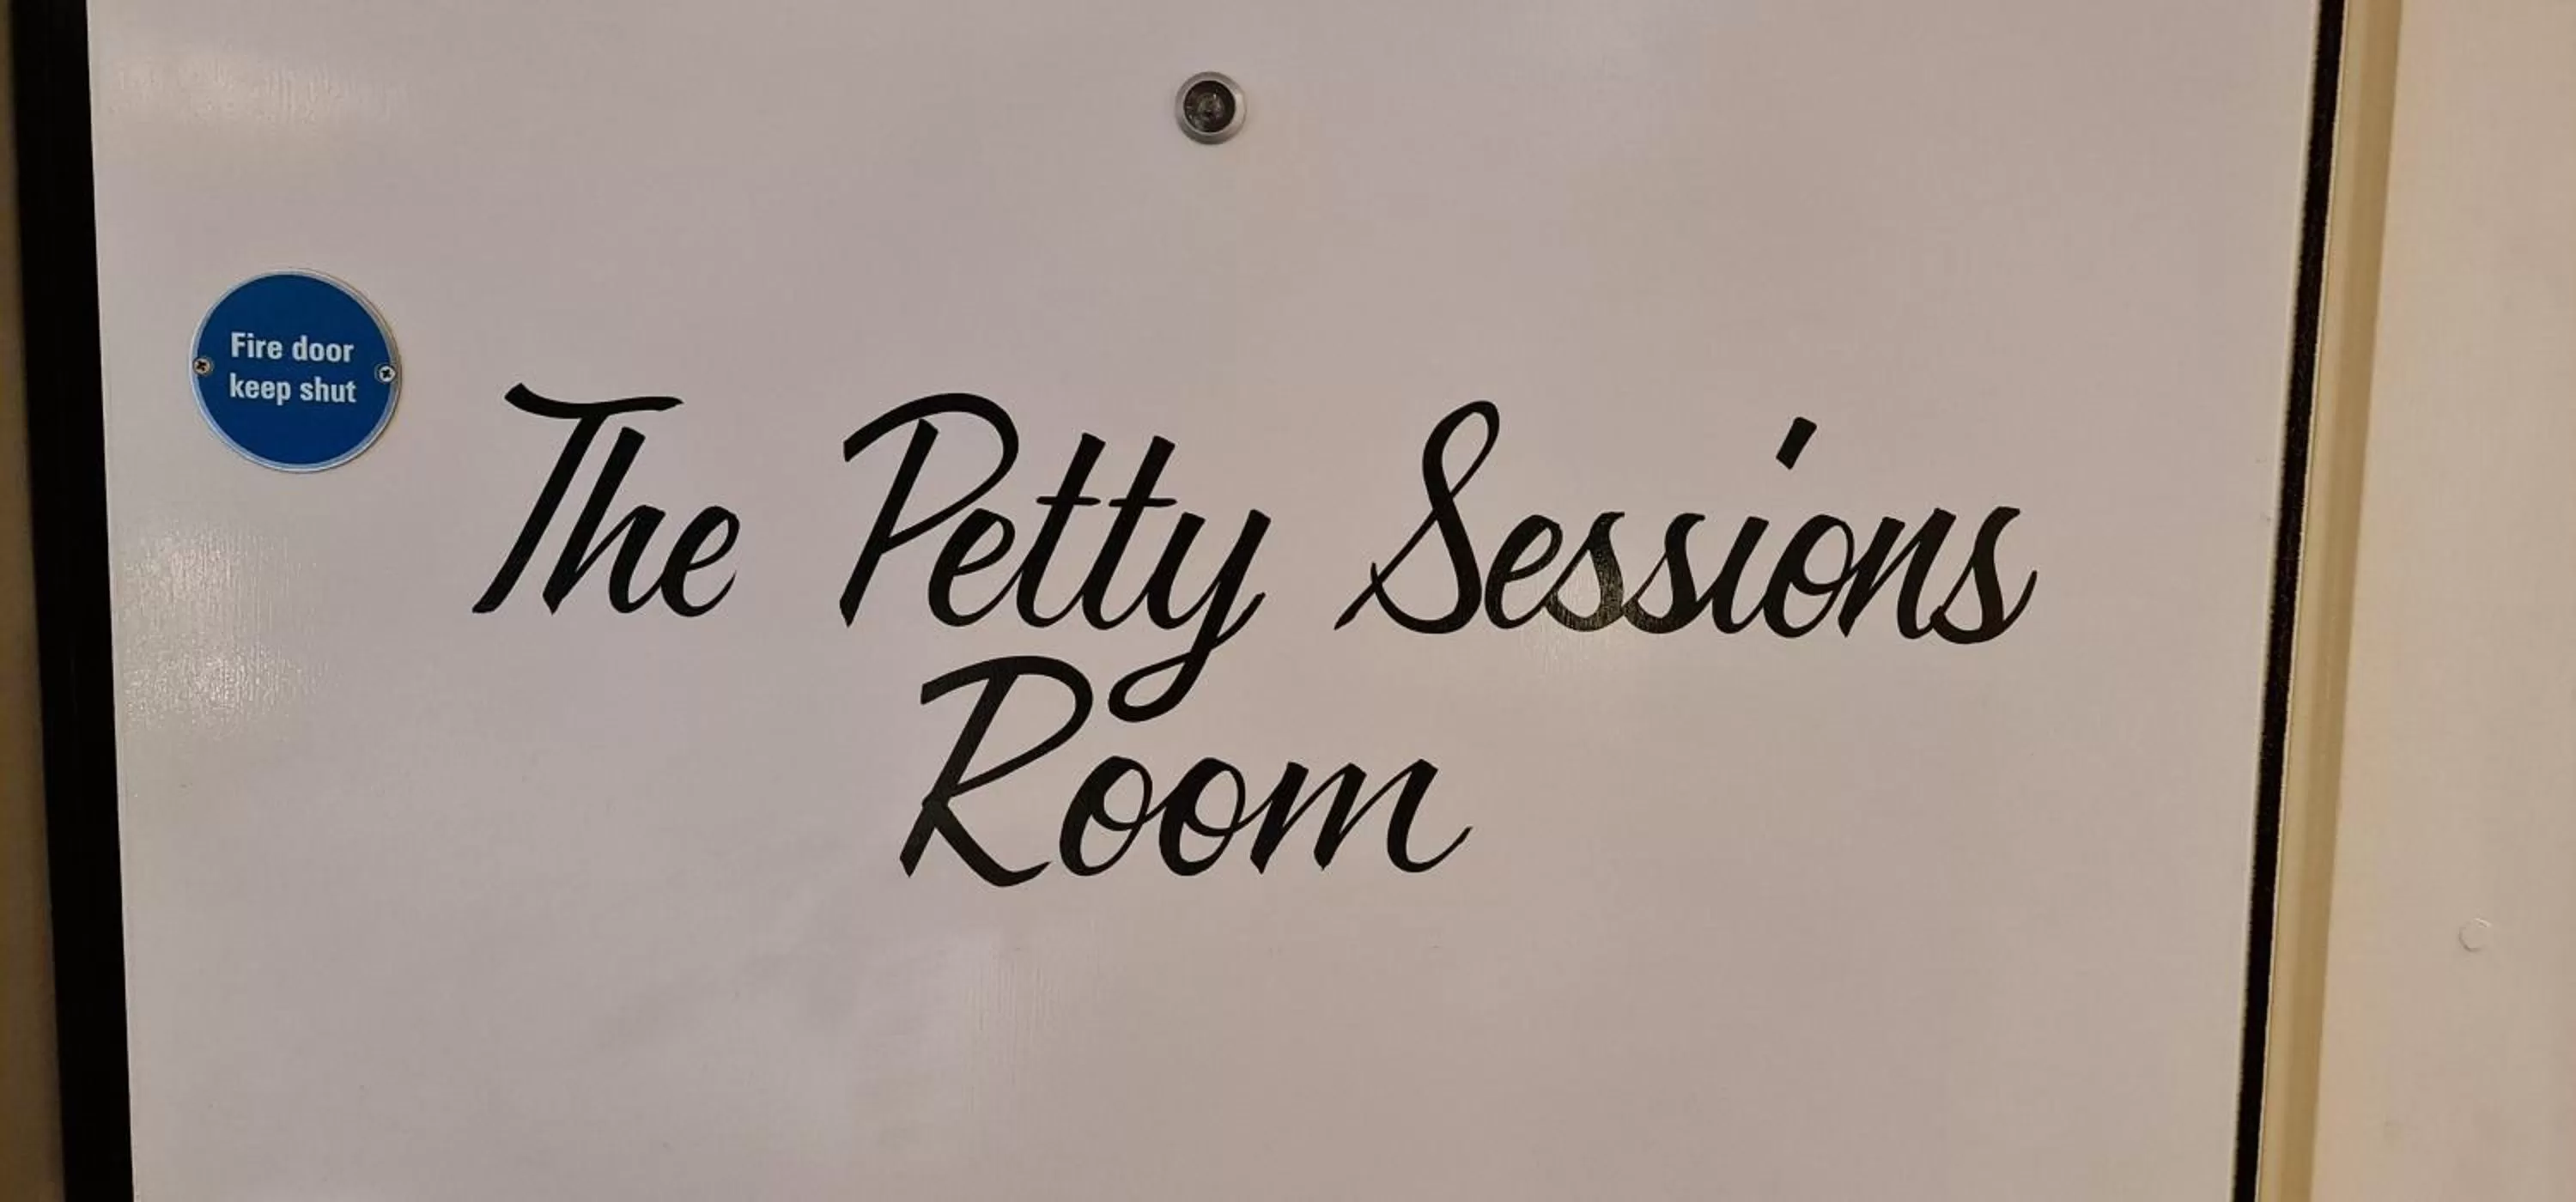 Fire door
keep shut
The Petty Sessions
Room